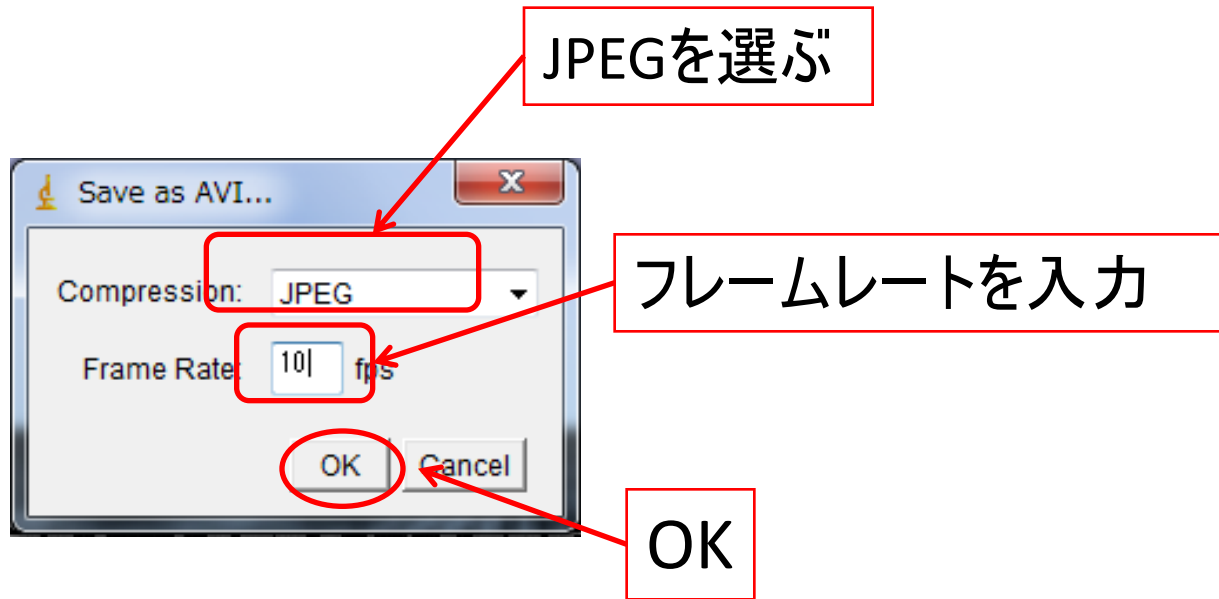 JPEGを選ぶ
Save as AVI...
Compression: JPEG
フレームレートを入力
Frame Rate: 10 fps
OK Cancel
OK